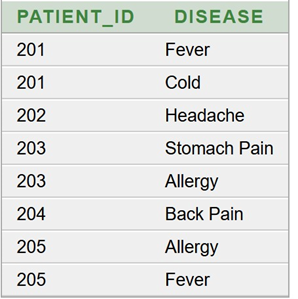 PATIENT_ID DISEASE
201 Fever
201 Cold
202 Headache
203 Stomach Pain
203 Allergy
204 Back Pain
205 Allergy
205 Fever